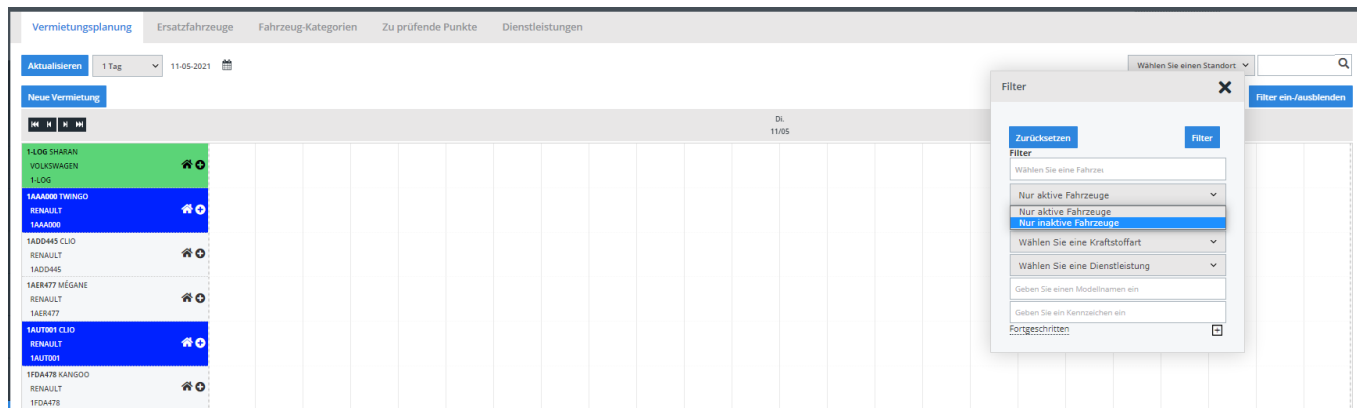 Vermietungsplanung Ersatzfahrzeuge Fahrzeug-Kategorien Zu prüfende Punkte Dienstleistungen
Aktualisieren 1 Tag 11-05-2021 Wählen Sie einen Standort
Neue Vermietung Filter ein-/ausblenden
Di.
11/05
1-LOG SHARAN
VOLKSWAGEN
1-LOG
1AAA000 TWINGO
RENAULT
1AAA000
1ADD445 CLIO
RENAULT
1ADD445
1AER477 MÉGANE
RENAULT
1AER477
1AUT001 CLIO
RENAULT
1AUT001
1FDA478 KANGOO
RENAULT
1FDA478
Filter
Zurücksetzen Filter
Filter
Wählen Sie eine Fahrzeu
Nur aktive Fahrzeuge
Nur aktive Fahrzeuge
Nur inaktive Fahrzeuge
Wählen Sie eine Kraftstoffart
Wählen Sie eine Dienstleistung
Geben Sie einen Modellnamen ein
Geben Sie ein Kennzeichen ein
Fortgeschritten